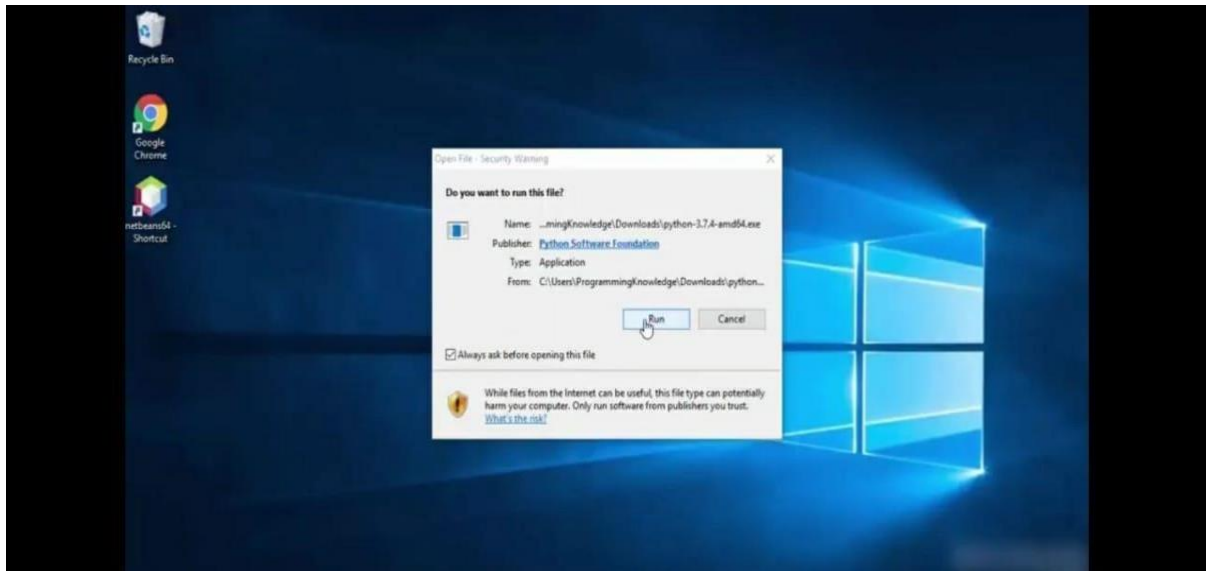 Recycle Bin
Google
Chrome
netbeans64 -
Shortcut
Open File - Security Warning
Do you want to run this file?
Name: ...mingKnowledge\Downloads\python-3.7.4-amd64.exe
Publisher: Python Software Foundation
Type: Application
From: C:\Users\ProgrammingKnowledge\Downloads\python...
Run Cancel
Always ask before opening this file
While files from the Internet can be useful, this file type can potentially
harm your computer. Only run software from publishers you trust.
What's the risk?